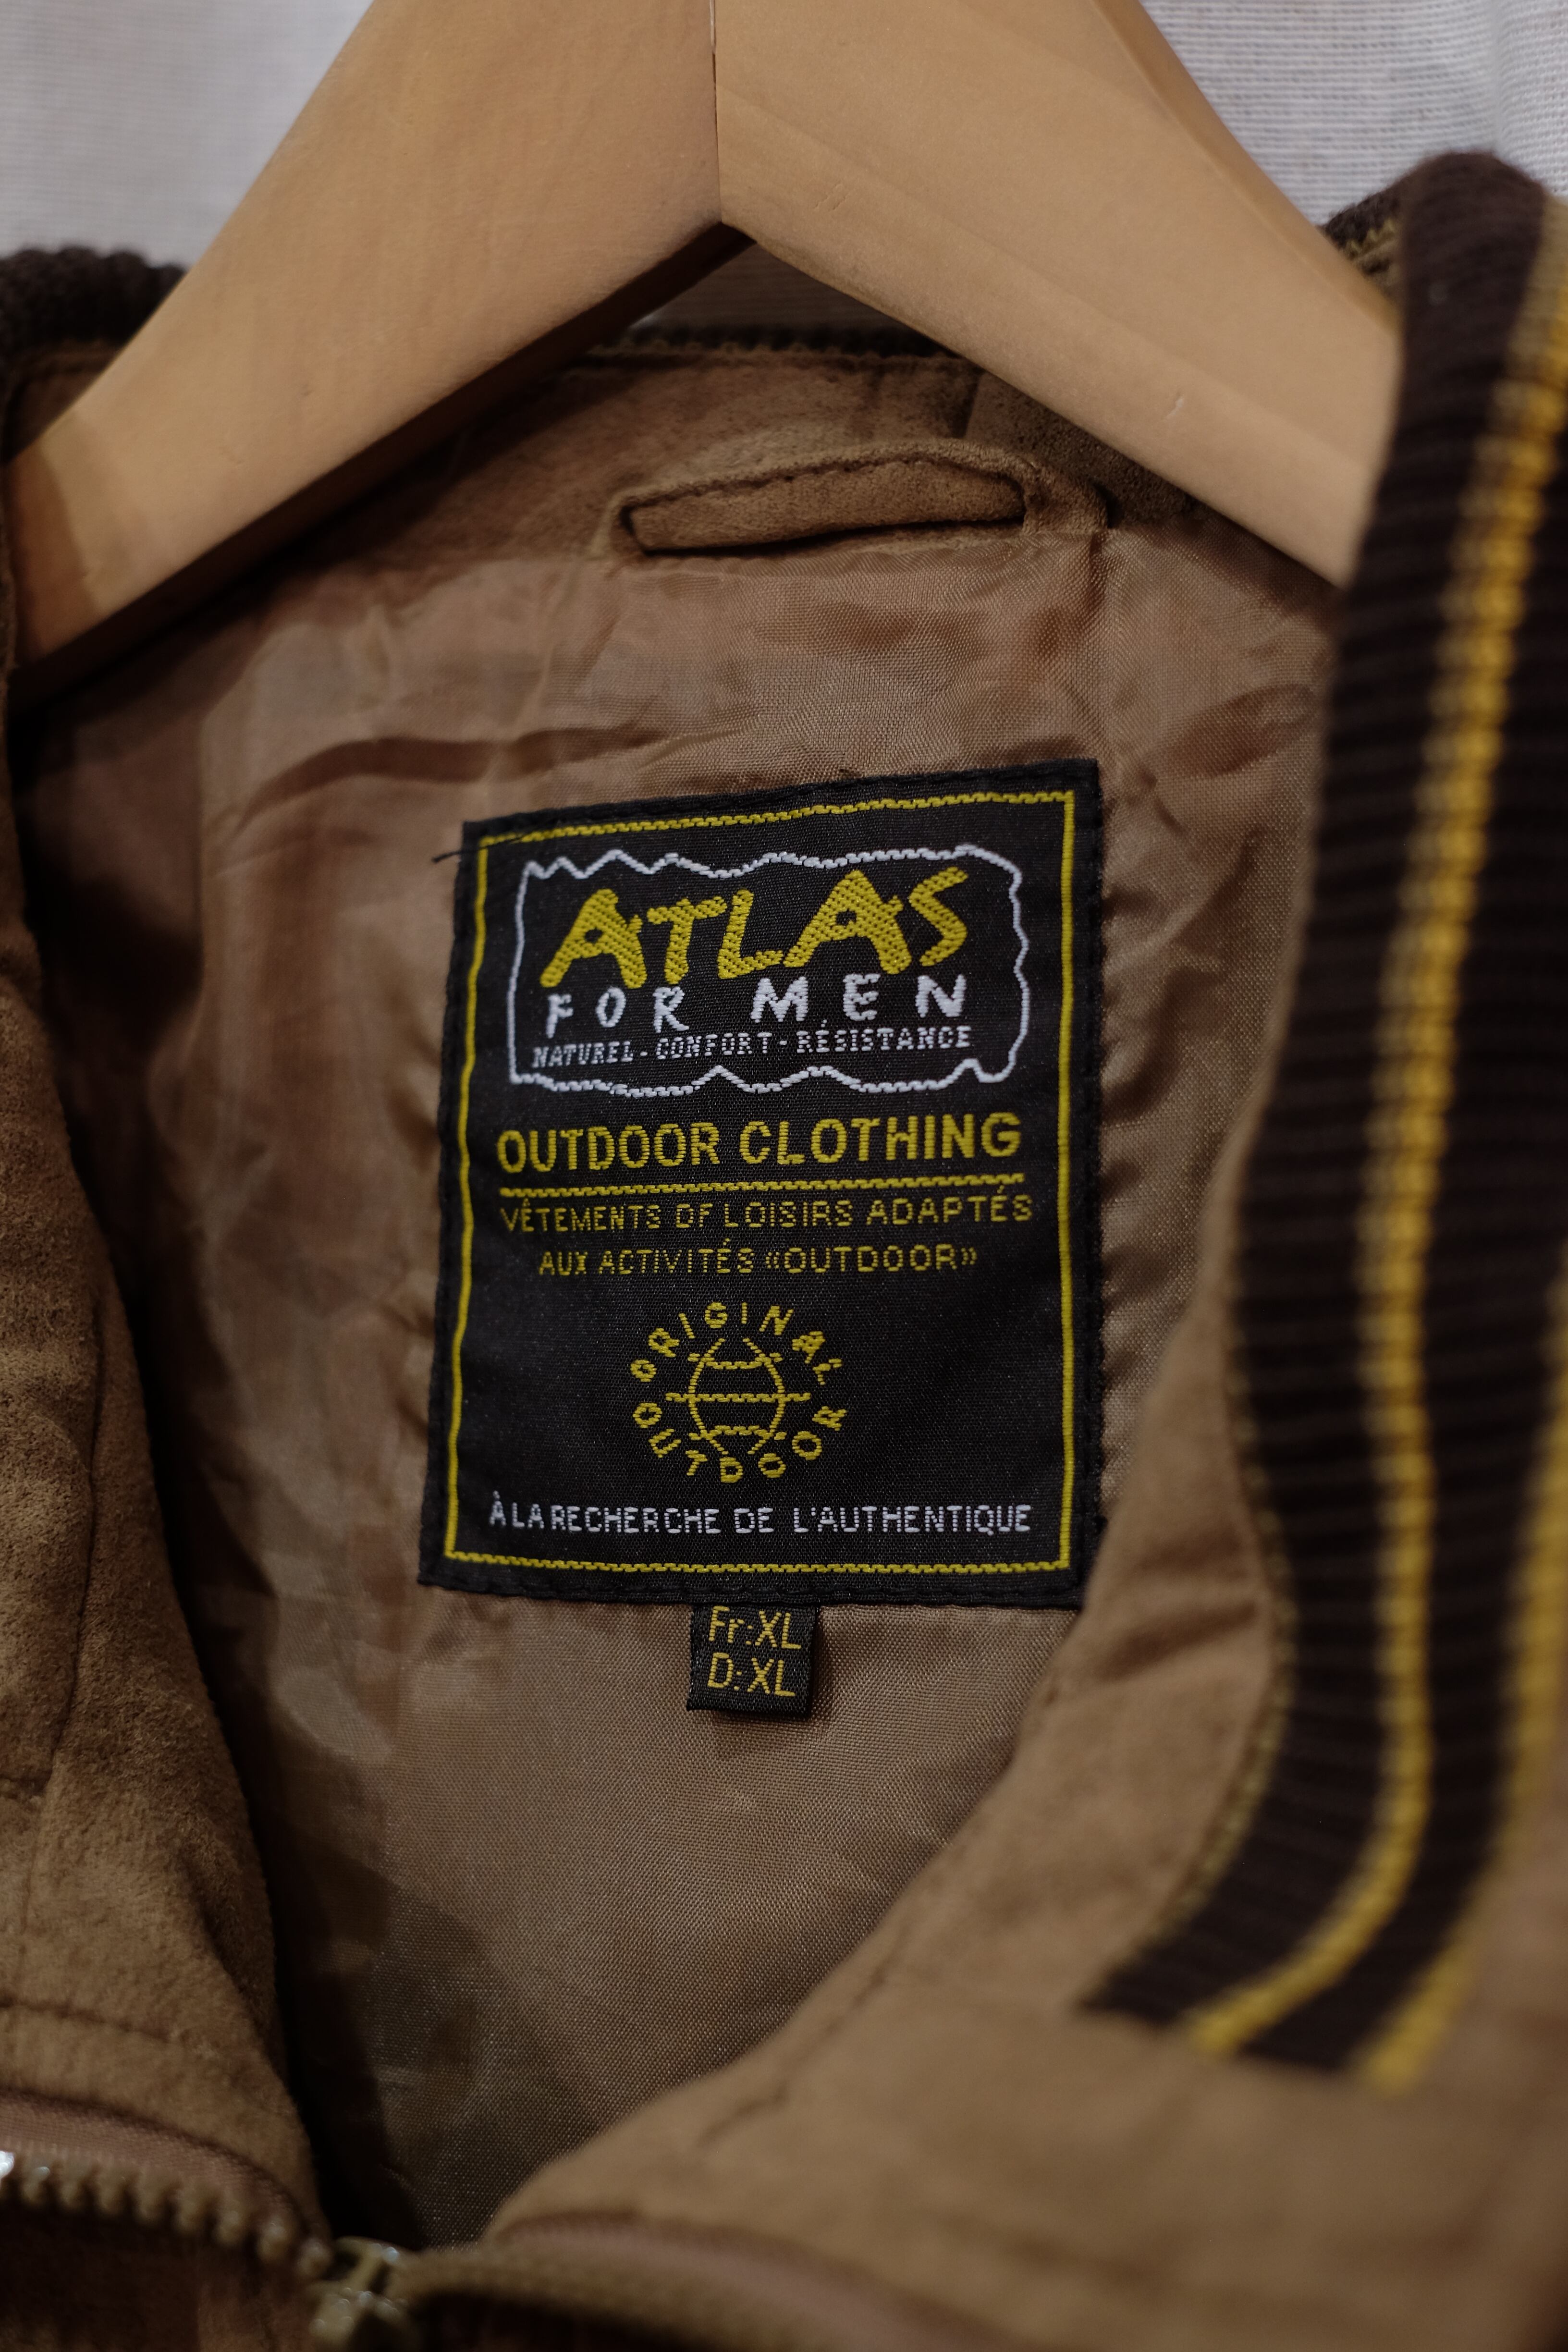 ATLAS
FOR MEN
NATUREL - CONFORT - RÉSISTANCE
OUTDOOR CLOTHING
VÊTEMENTS DE LOISIRS ADAPTÉS
AUX ACTIVITÉS «OUTDOOR»
ORIGINAL
OUTDOOR
À LA RECHERCHE DE L'AUTHENTIQUE
Fr:XL
D:XL